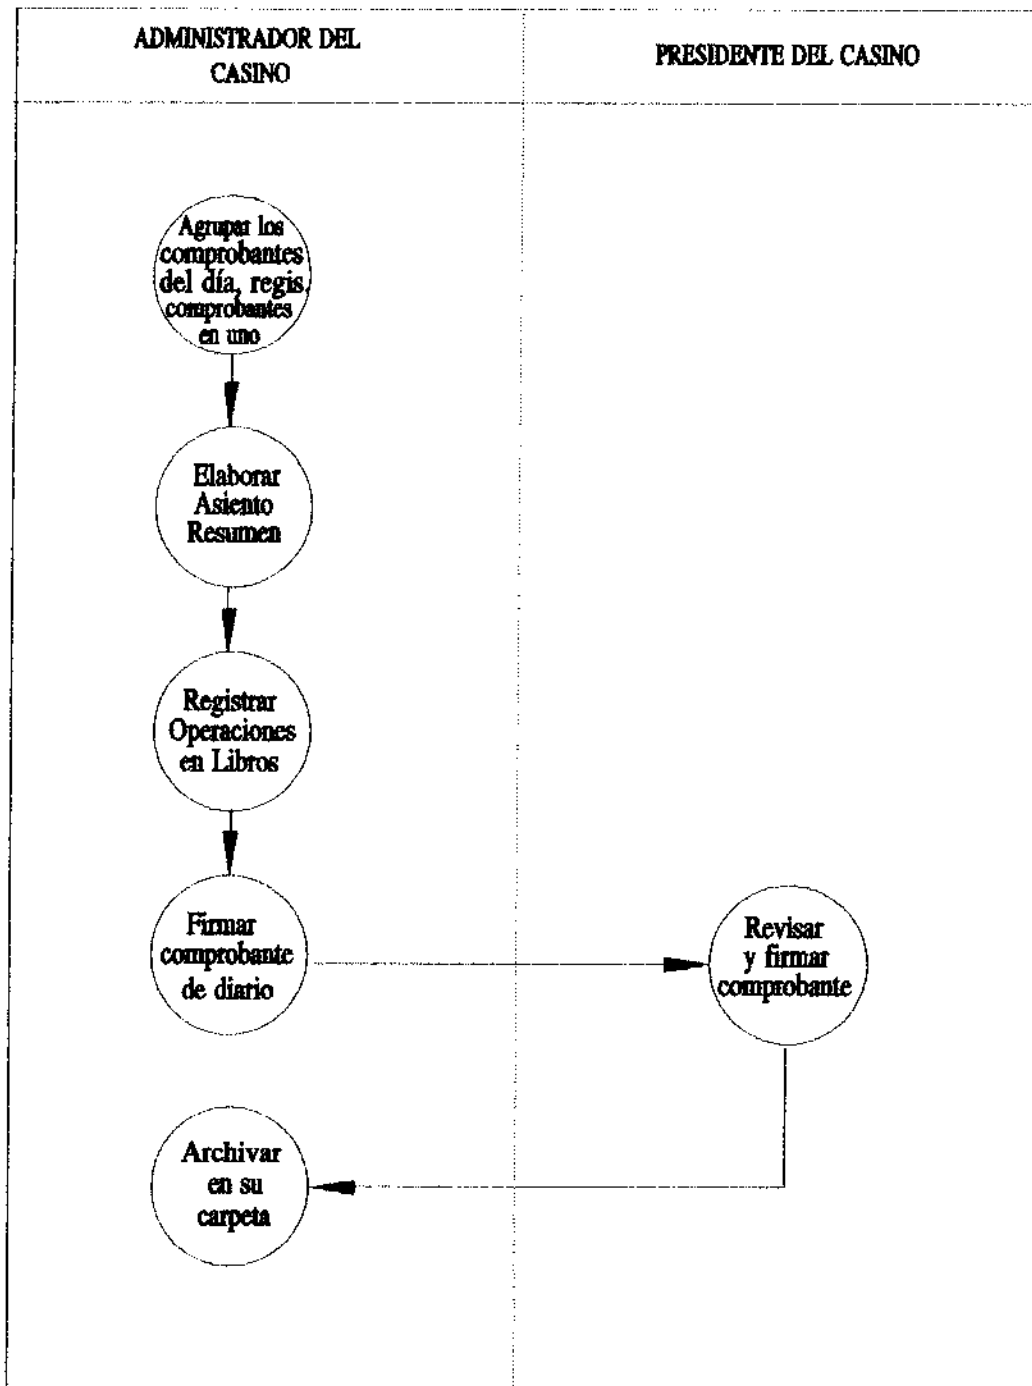 ADMINISTRADOR DEL
CASINO
PRESIDENTE DEL CASINO
Agrupar los
comprobantes
del día, regis.
comprobantes
en uno
Elaborar
Asiento
Resumen
Registrar
Operaciones
en Libros
Firmar
comprobante
de diario
Revisar
y firmar
comprobante
Archivar
en su
carpeta